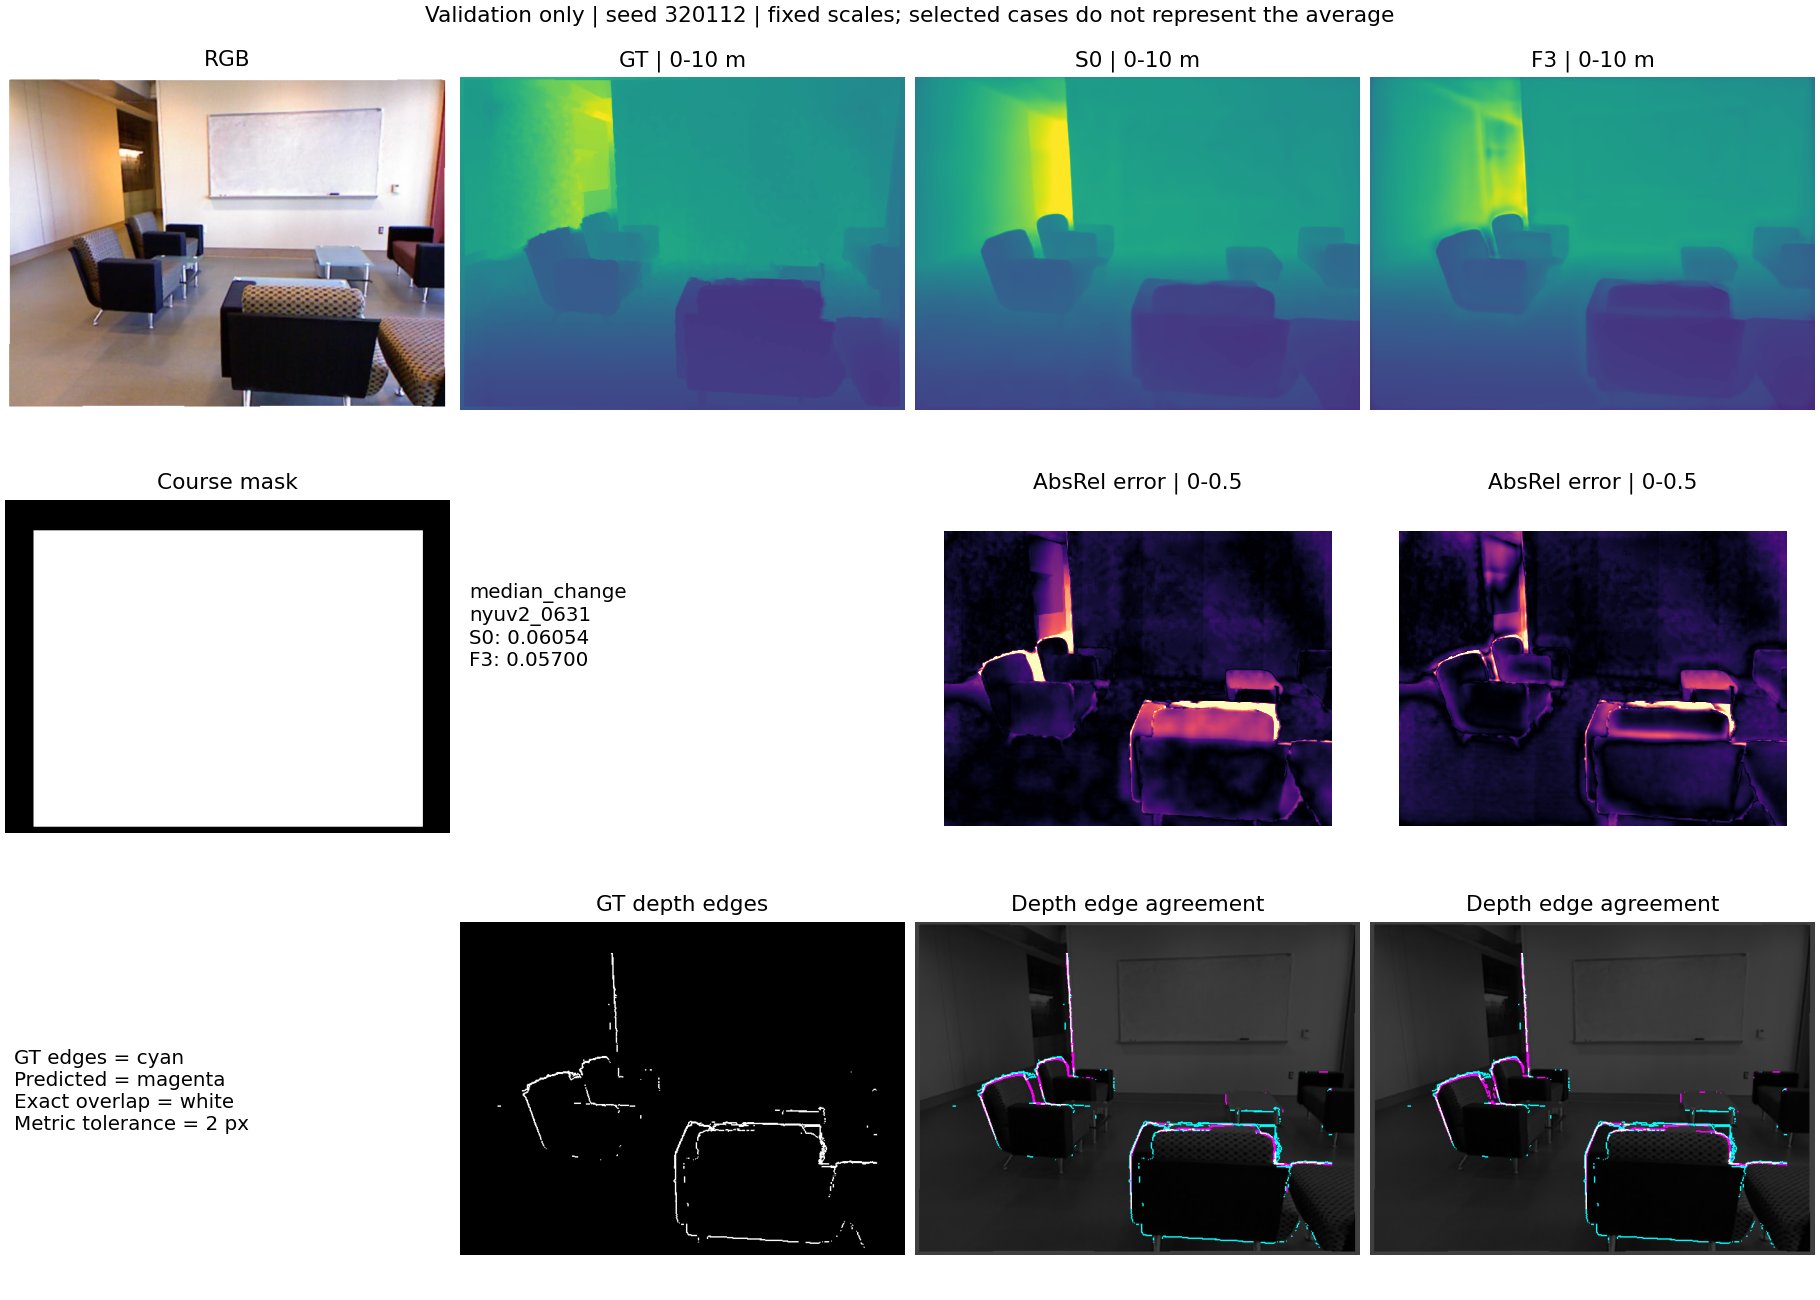 Validation only | seed 320112 | fixed scales; selected cases do not represent the average
RGB
GT | 0-10 m
S0 | 0-10 m
F3 | 0-10 m
Course mask
AbsRel error | 0-0.5
AbsRel error | 0-0.5
median_change
nyuv2_0631
S0: 0.06054
F3: 0.05700
GT depth edges
Depth edge agreement
Depth edge agreement
GT edges = cyan
Predicted = magenta
Exact overlap = white
Metric tolerance = 2 px